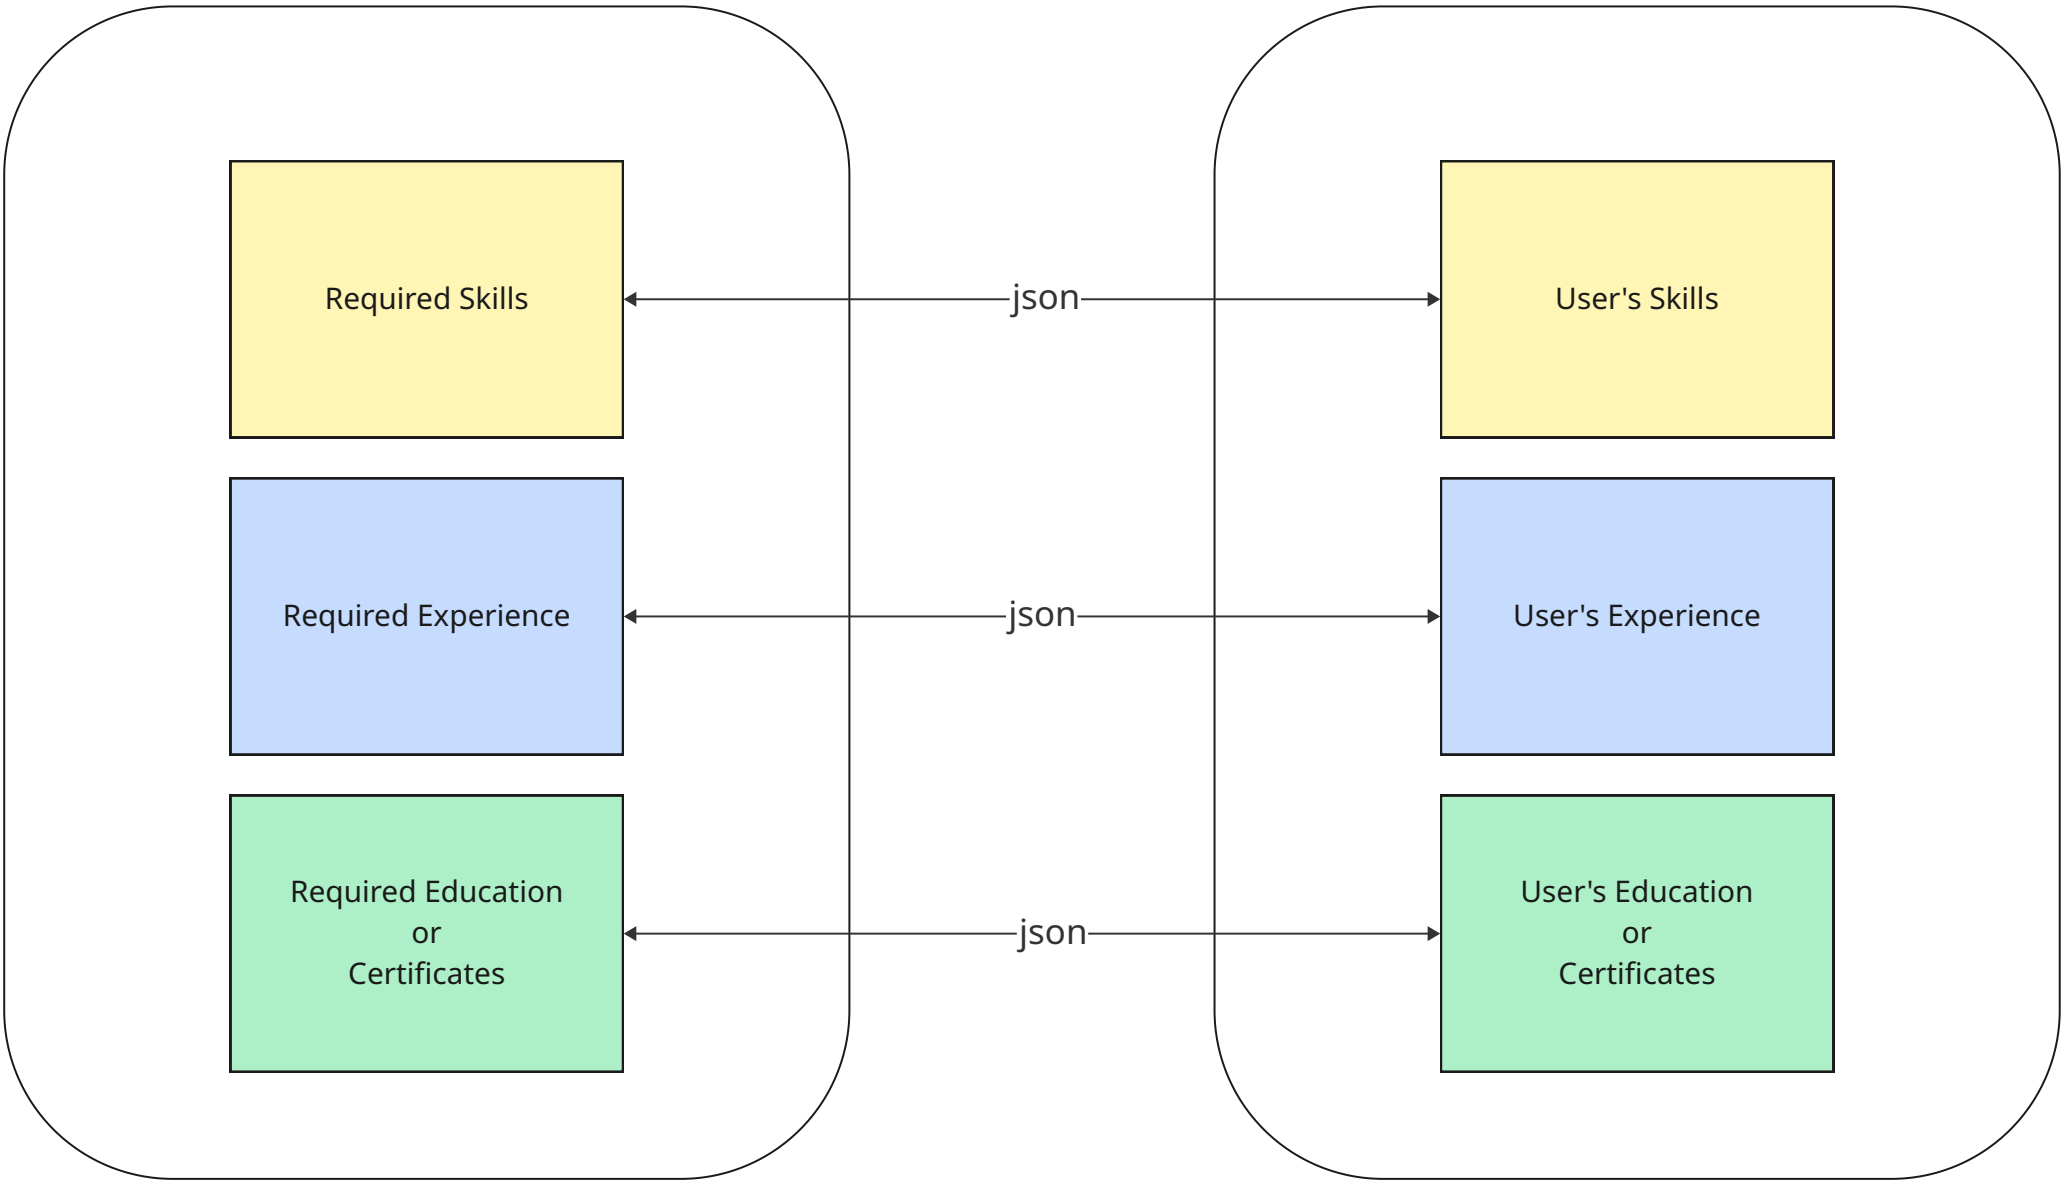 Required Skills
json
User's Skills
Required Experience
json
User's Experience
Required Education
or
Certificates
json
User's Education
or
Certificates